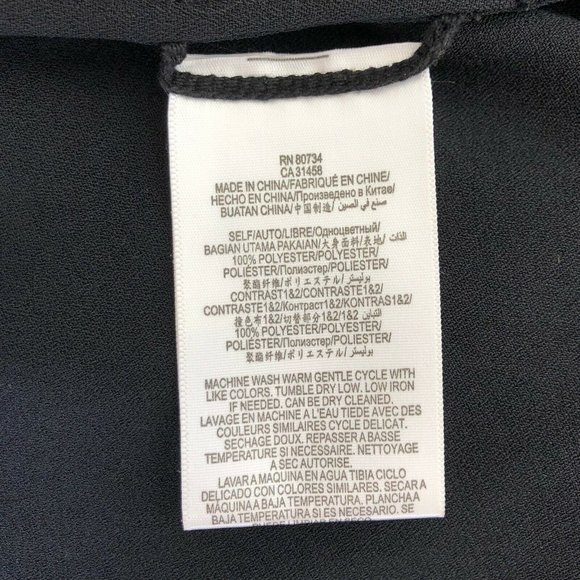 RN 80734
CA 31458
MADE IN CHINA/FABRIQUÉ EN CHINE/
HECHO EN CHINA/Произведено в Китае/
BUATAN CHINA/中国制造/ صنع في الصين
SELF/AUTO/LIBRE/Одноцветный/
BAGIAN UTAMA PAKAIAN/大身面料/表地/ الذات
100% POLYESTER/POLYESTER/
POLIÉSTER/Полиэстер/POLIESTER/
聚酯纤维/ポリエステル/ بوليستر
CONTRAST1&2/CONTRASTE1&2/
CONTRASTE1&2/Контраст1&2/KONTRAS1&2/
撞色布1&2/切替部分1&2/ التباين 1&2
100% POLYESTER/POLYESTER/
POLIÉSTER/Полиэстер/POLIESTER/
聚酯纤维/ポリエステル/ بوليستر
MACHINE WASH WARM GENTLE CYCLE WITH
LIKE COLORS. TUMBLE DRY LOW. LOW IRON
IF NEEDED. CAN BE DRY CLEANED.
LAVAGE EN MACHINE A L'EAU TIEDE AVEC DES
COULEURS SIMILAIRES CYCLE DELICAT.
SECHAGE DOUX. REPASSER A BASSE
TEMPERATURE SI NECESSAIRE. NETTOYAGE
A SEC AUTORISE.
LAVAR A MAQUINA EN AGUA TIBIA CICLO
DELICADO CON COLORES SIMILARES. SECAR A
MÁQUINA A BAJA TEMPERATURA. PLANCHA A
BAJA TEMPERATURA SI ES NECESARIO. SE
PUEDE LIMPIAR EN SECO.